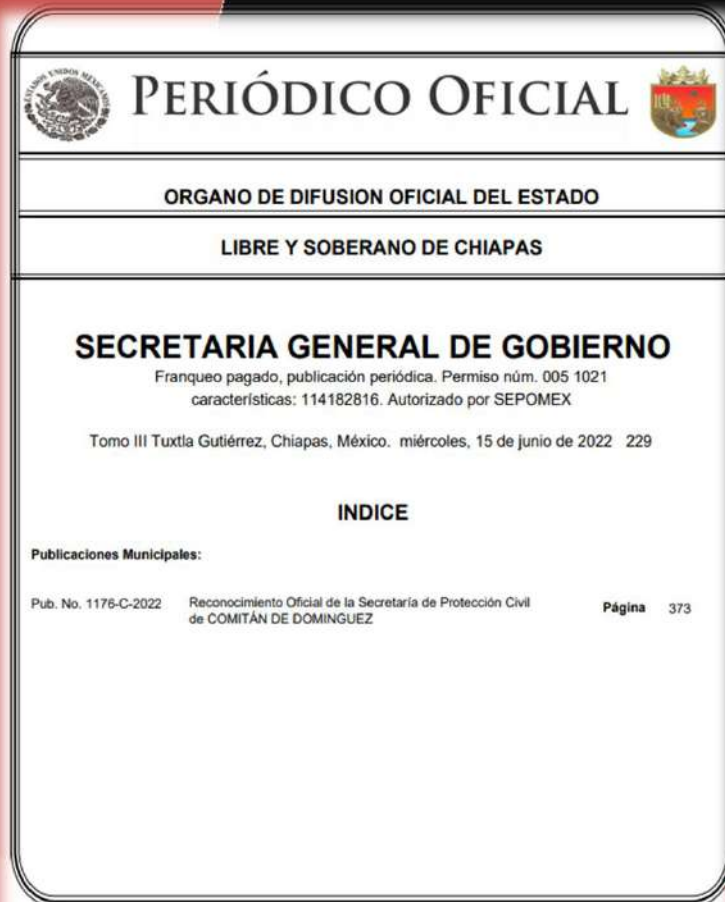 ESTADOS UNIDOS MEXICANOS
PERIÓDICO OFICIAL
ORGANO DE DIFUSION OFICIAL DEL ESTADO
LIBRE Y SOBERANO DE CHIAPAS
SECRETARIA GENERAL DE GOBIERNO
Franqueo pagado, publicación periódica. Permiso núm. 005 1021
características: 114182816. Autorizado por SEPOMEX
Tomo III Tuxtla Gutiérrez, Chiapas, México. miércoles, 15 de junio de 2022 229
INDICE
Publicaciones Municipales:
Pub. No. 1176-C-2022 Reconocimiento Oficial de la Secretaría de Protección Civil Página 373
de COMITÁN DE DOMINGUEZ